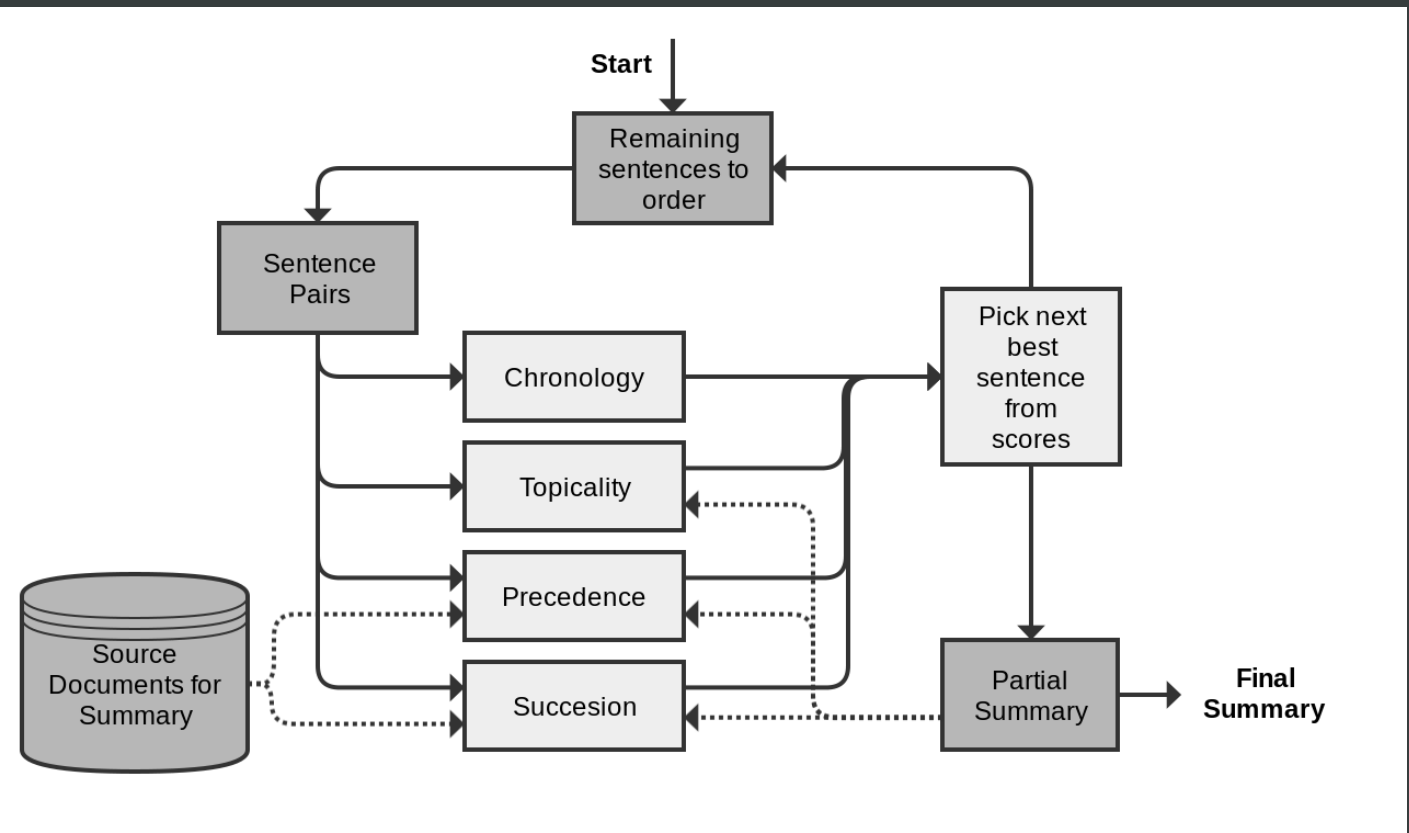 Start
Remaining
sentences to
order
Sentence
Pairs
Pick next
best
sentence
from
scores
Chronology
Topicality
Precedence
Succesion
Source
Documents for
Summary
Partial
Summary
Final
Summary